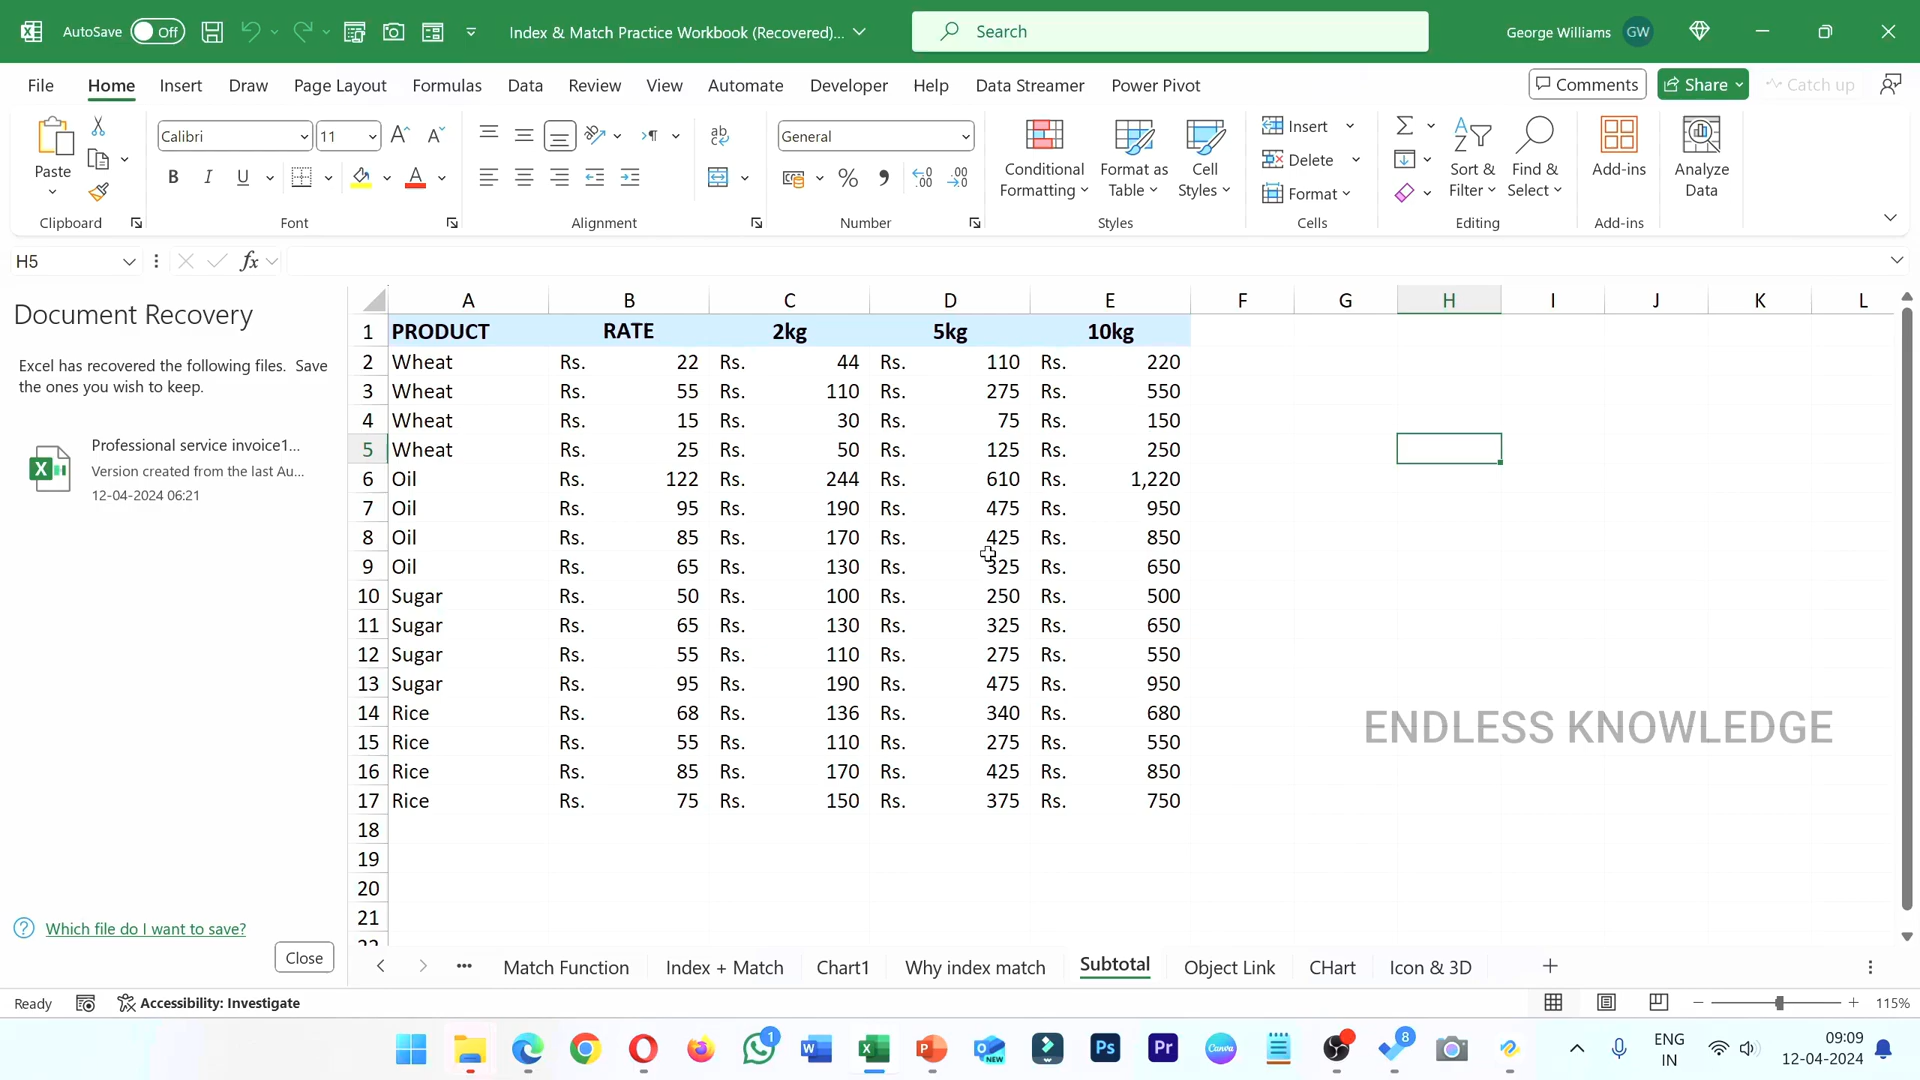 AutoSave Off Index & Match Practice Workbook (Recovered)... Search George Williams GW
File Home Insert Draw Page Layout Formulas Data Review View Automate Developer Help Data Streamer Power Pivot Comments Share Catch up
Paste Calibri 11 General Conditional Formatting Format as Table Cell Styles Insert Delete Format Sort & Filter Find & Select Add-ins Analyze Data
Clipboard Font Alignment Number Styles Cells Editing Add-ins
H5 fx
Document Recovery
Excel has recovered the following files. Save
the ones you wish to keep.
Professional service invoice1...
Version created from the last Au...
12-04-2024 06:21
Which file do I want to save?
Close
A B C D E F G H I J K L
1 PRODUCT RATE 2kg 5kg 10kg
2 Wheat Rs. 22 Rs. 44 Rs. 110 Rs. 220
3 Wheat Rs. 55 Rs. 110 Rs. 275 Rs. 550
4 Wheat Rs. 15 Rs. 30 Rs. 75 Rs. 150
5 Wheat Rs. 25 Rs. 50 Rs. 125 Rs. 250
6 Oil Rs. 122 Rs. 244 Rs. 610 Rs. 1,220
7 Oil Rs. 95 Rs. 190 Rs. 475 Rs. 950
8 Oil Rs. 85 Rs. 170 Rs. 425 Rs. 850
9 Oil Rs. 65 Rs. 130 Rs. 325 Rs. 650
10 Sugar Rs. 50 Rs. 100 Rs. 250 Rs. 500
11 Sugar Rs. 65 Rs. 130 Rs. 325 Rs. 650
12 Sugar Rs. 55 Rs. 110 Rs. 275 Rs. 550
13 Sugar Rs. 95 Rs. 190 Rs. 475 Rs. 950
14 Rice Rs. 68 Rs. 136 Rs. 340 Rs. 680
15 Rice Rs. 55 Rs. 110 Rs. 275 Rs. 550
16 Rice Rs. 85 Rs. 170 Rs. 425 Rs. 850
17 Rice Rs. 75 Rs. 150 Rs. 375 Rs. 750
18
19
20
21
22
ENDLESS KNOWLEDGE
Match Function Index + Match Chart1 Why index match Subtotal Object Link CHart Icon & 3D
Ready Accessibility: Investigate 115%
1 8 ENG 09:09
IN 12-04-2024